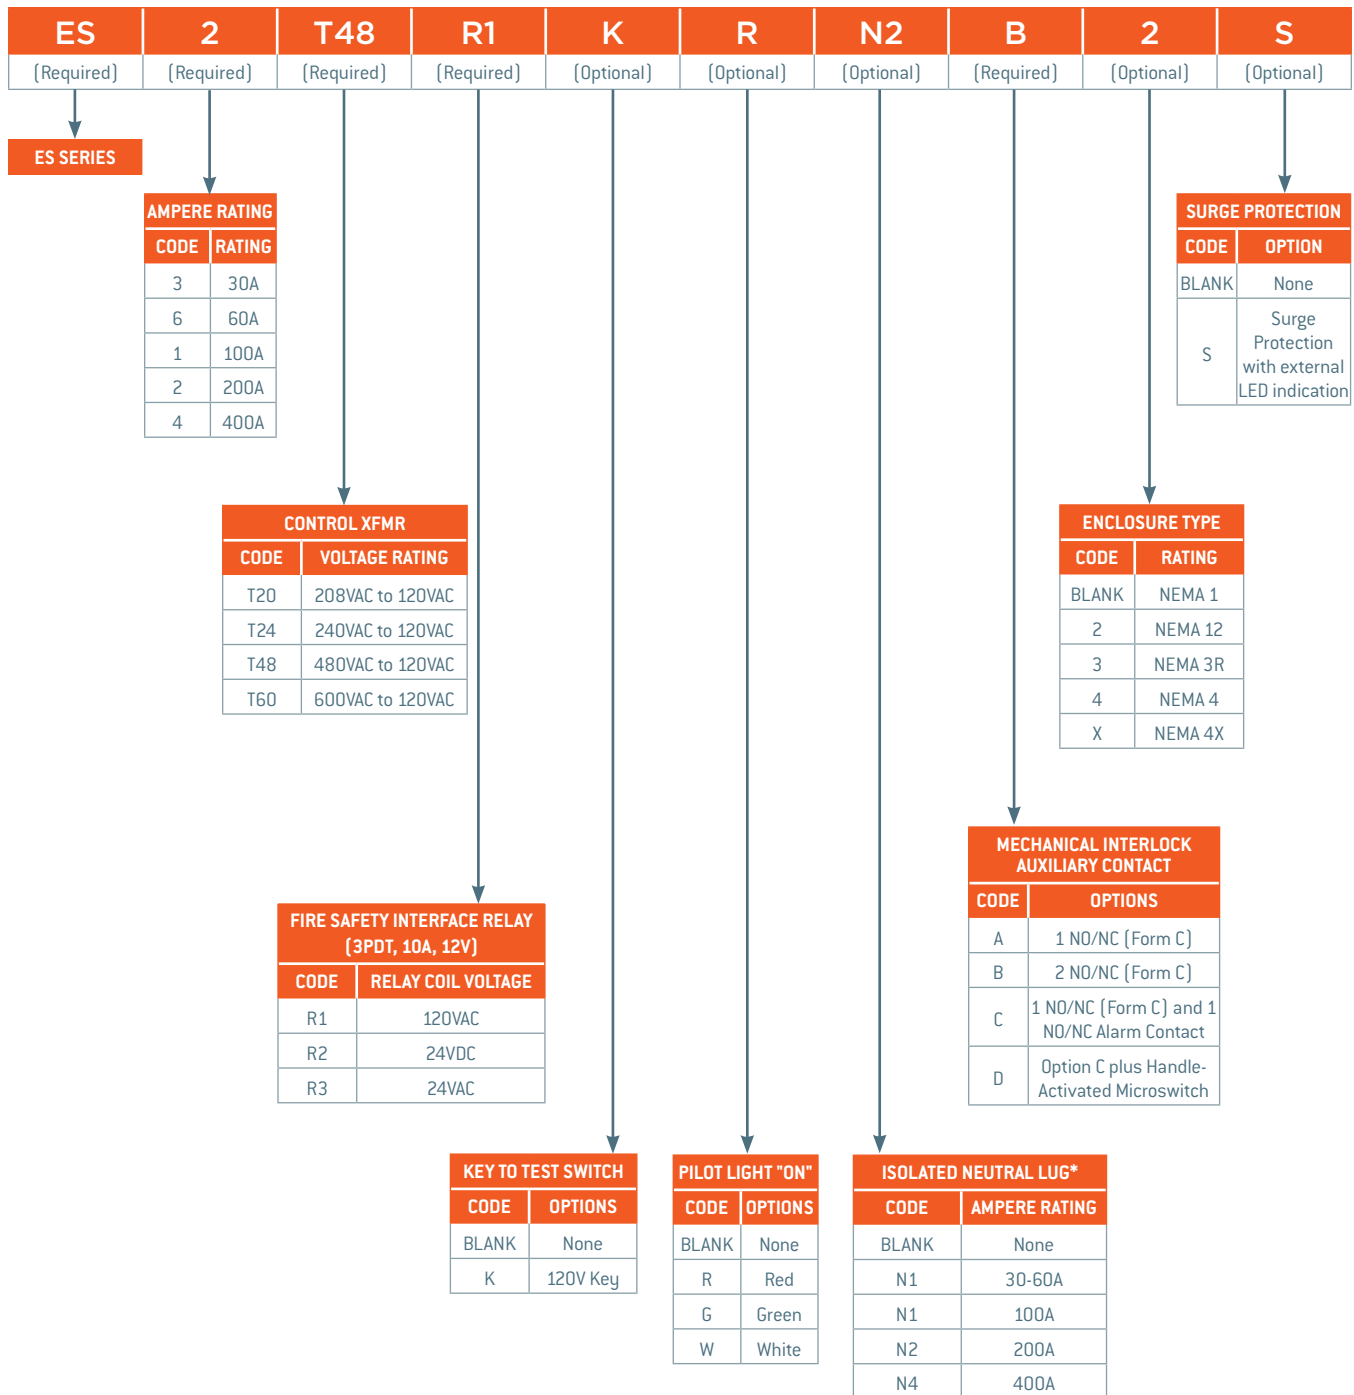 ES 2 T48 R1 K R N2 B 2 S
(Required) (Required) (Required) (Required) (Optional) (Optional) (Optional) (Required) (Optional) (Optional)
ES SERIES
AMPERE RATING
CODE RATING
3 30A
6 60A
1 100A
2 200A
4 400A
SURGE PROTECTION
CODE OPTION
BLANK None
S Surge
Protection
with external
LED indication
CONTROL XFMR
CODE VOLTAGE RATING
T20 208VAC to 120VAC
T24 240VAC to 120VAC
T48 480VAC to 120VAC
T60 600VAC to 120VAC
ENCLOSURE TYPE
CODE RATING
BLANK NEMA 1
2 NEMA 12
3 NEMA 3R
4 NEMA 4
X NEMA 4X
FIRE SAFETY INTERFACE RELAY
(3PDT, 10A, 12V)
CODE RELAY COIL VOLTAGE
R1 120VAC
R2 24VDC
R3 24VAC
MECHANICAL INTERLOCK
AUXILIARY CONTACT
CODE OPTIONS
A 1 NO/NC (Form C)
B 2 NO/NC (Form C)
C 1 NO/NC (Form C) and 1
NO/NC Alarm Contact
D Option C plus Handle-
Activated Microswitch
KEY TO TEST SWITCH
CODE OPTIONS
BLANK None
K 120V Key
PILOT LIGHT "ON"
CODE OPTIONS
BLANK None
R Red
G Green
W White
ISOLATED NEUTRAL LUG*
CODE AMPERE RATING
BLANK None
N1 30-60A
N1 100A
N2 200A
N4 400A